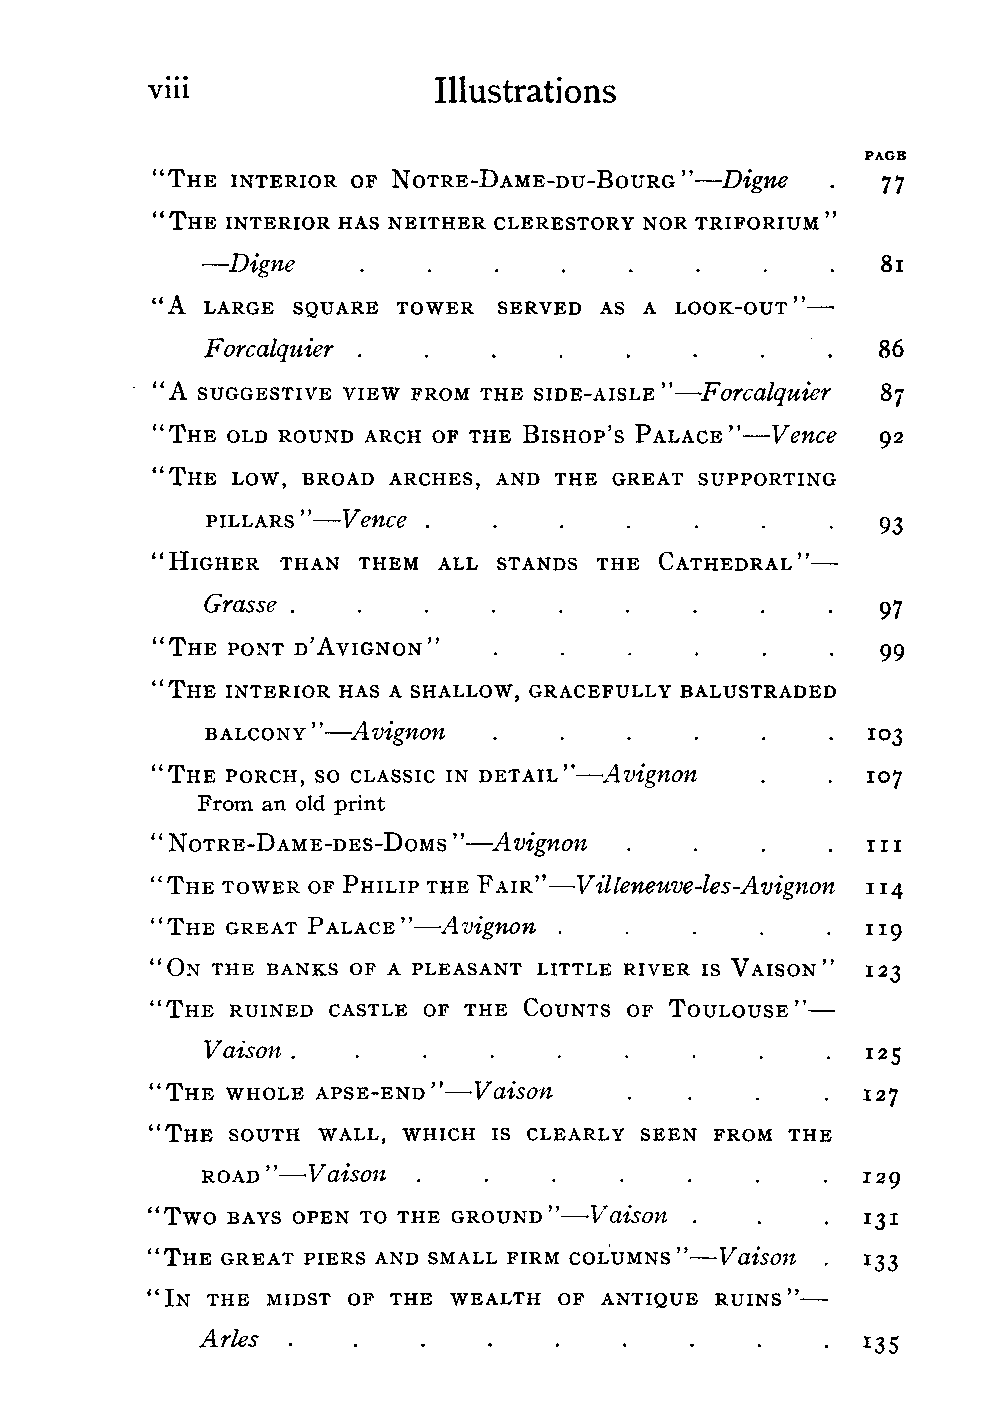 viii Illustrations
PAGE
"The interior of Notre-Dame-du-Bourg"—Digne . 77
"The interior has neither clerestory nor triforium"
—Digne . . . . . . . . 81
"A large square tower served as a look-out"—
Forcalquier . . . . . . . . 86
"A suggestive view from the side-aisle"—Forcalquier 87
"The old round arch of the Bishop's Palace"—Vence 92
"The low, broad arches, and the great supporting
pillars"—Vence . . . . . . . 93
"Higher than them all stands the Cathedral"—
Grasse . . . . . . . . . 97
"The pont d'Avignon" . . . . . . 99
"The interior has a shallow, gracefully balustraded
balcony"—Avignon . . . . . . 103
"The porch, so classic in detail"—Avignon . . 107
From an old print
"Notre-Dame-des-Doms"—Avignon . . . . 111
"The tower of Philip the Fair"—Villeneuve-les-Avignon 114
"The great Palace"—Avignon . . . . . 119
"On the banks of a pleasant little river is Vaison" 123
"The ruined castle of the Counts of Toulouse"—
Vaison . . . . . . . . . 125
"The whole apse-end"—Vaison . . . . 127
"The south wall, which is clearly seen from the
road"—Vaison . . . . . . . 129
"Two bays open to the ground"—Vaison . . . 131
"The great piers and small firm columns"—Vaison . 133
"In the midst of the wealth of antique ruins"—
Arles . . . . . . . . . 135